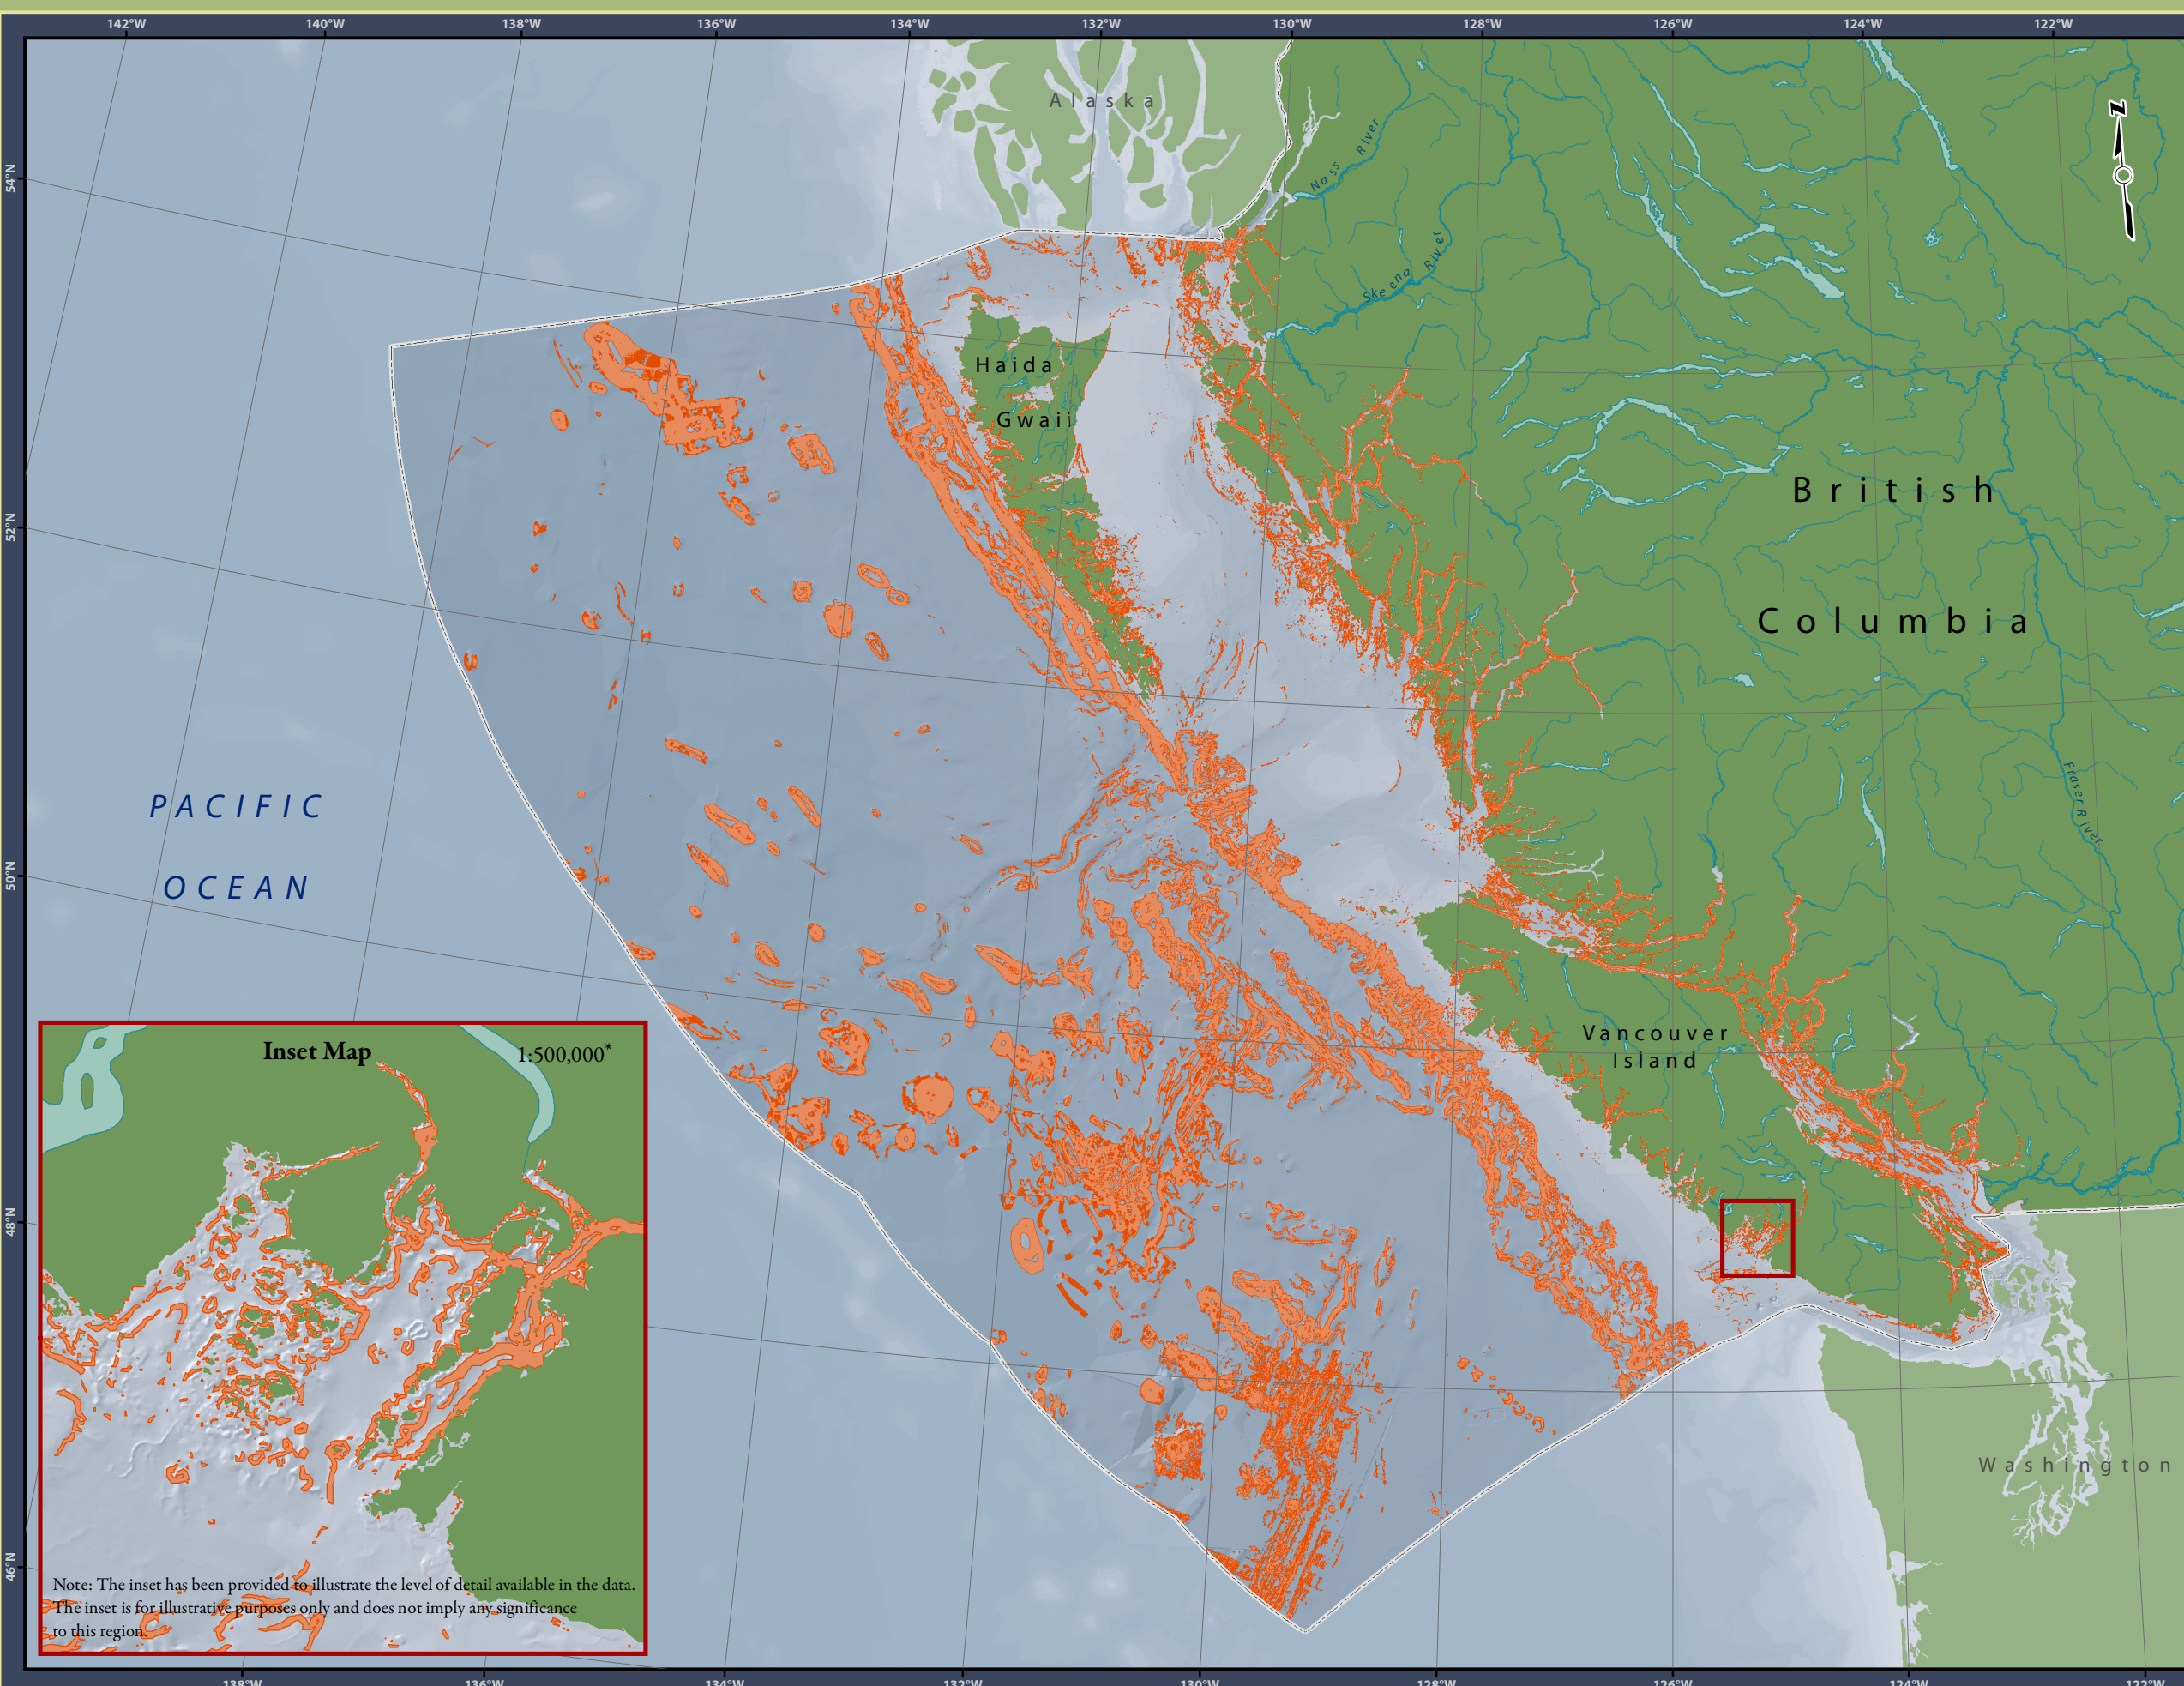 142°W 140°W 138°W 136°W 134°W 132°W 130°W 128°W 126°W 124°W 122°W
Alaska
N
54°N
Nass River
Skeena River
Haida
Gwaii
British
52°N
Columbia
PACIFIC
Fraser River
OCEAN
50°N
Vancouver
Island
Inset Map
1:500,000*
48°N
Washington
46°N
Note: The inset has been provided to illustrate the level of detail available in the data.
The inset is for illustrative purposes only and does not imply any significance
to this region.
138°W 136°W 134°W 132°W 130°W 128°W 126°W 124°W 122°W